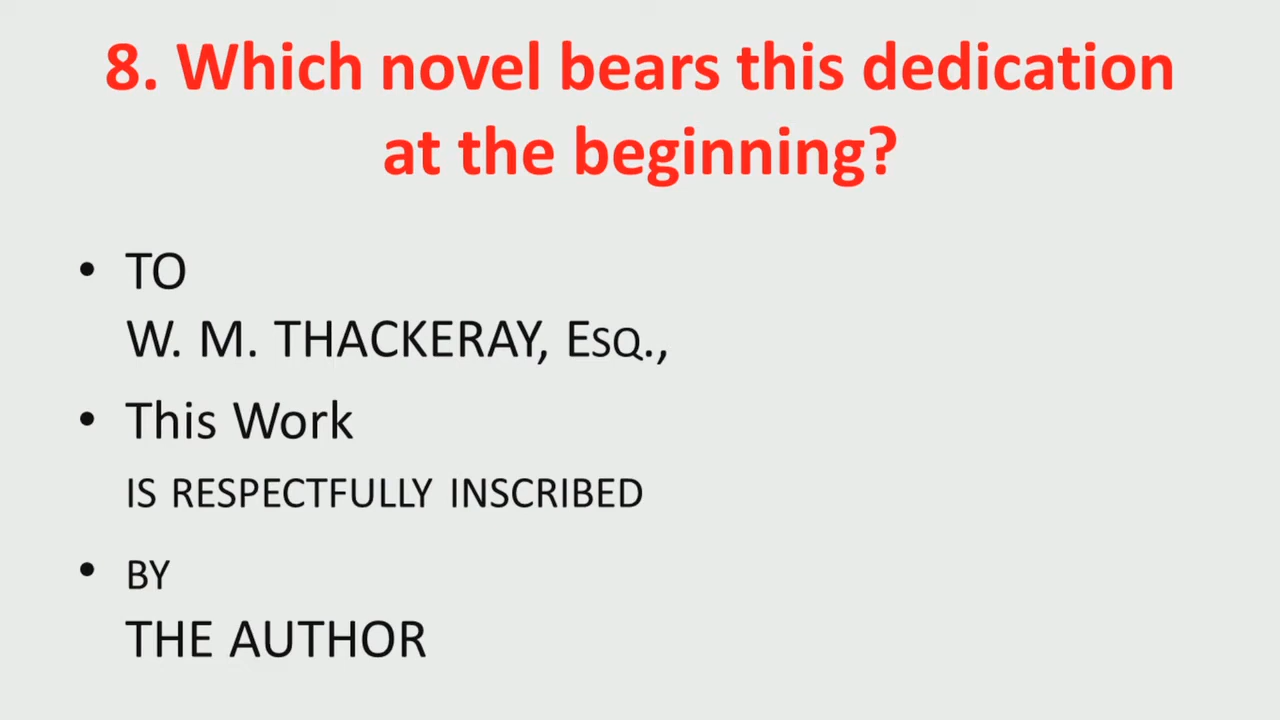 8. Which novel bears this dedication
at the beginning?
• TO
W. M. THACKERAY, ESQ.,
• This Work
IS RESPECTFULLY INSCRIBED
• BY
THE AUTHOR